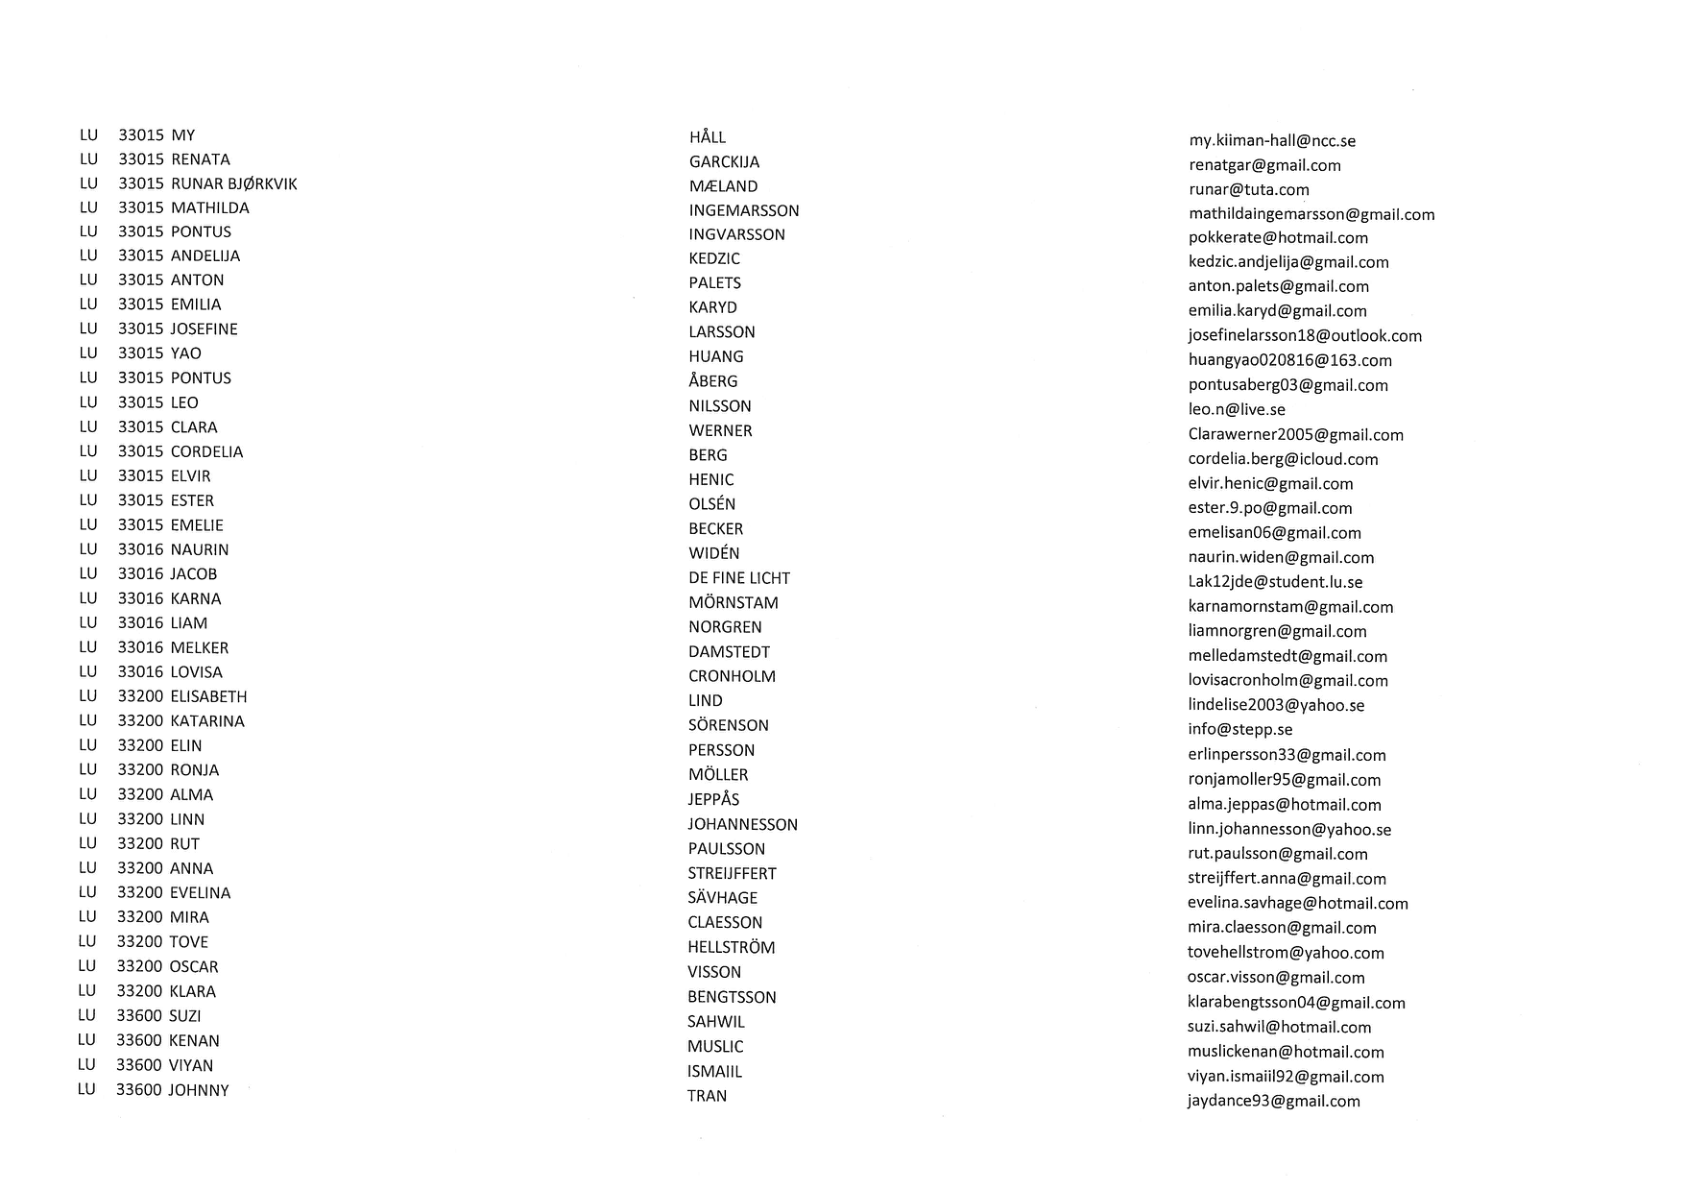 LU 33015 MY HÅLL my.kiiman-hall@ncc.se
LU 33015 RENATA GARCKIJA renatgar@gmail.com
LU 33015 RUNAR BJØRKVIK MÆLAND runar@tuta.com
LU 33015 MATHILDA INGEMARSSON mathildaingemarsson@gmail.com
LU 33015 PONTUS INGVARSSON pokkerate@hotmail.com
LU 33015 ANDELIJA KEDZIC kedzic.andjelija@gmail.com
LU 33015 ANTON PALETS anton.palets@gmail.com
LU 33015 EMILIA KARYD emilia.karyd@gmail.com
LU 33015 JOSEFINE LARSSON josefinelarsson18@outlook.com
LU 33015 YAO HUANG huangyao020816@163.com
LU 33015 PONTUS ÅBERG pontusaberg03@gmail.com
LU 33015 LEO NILSSON leo.n@live.se
LU 33015 CLARA WERNER Clarawerner2005@gmail.com
LU 33015 CORDELIA BERG cordelia.berg@icloud.com
LU 33015 ELVIR HENIC elvir.henic@gmail.com
LU 33015 ESTER OLSÉN ester.9.po@gmail.com
LU 33015 EMELIE BECKER emelisan06@gmail.com
LU 33016 NAURIN WIDÉN naurin.widen@gmail.com
LU 33016 JACOB DE FINE LICHT Lak12jde@student.lu.se
LU 33016 KARNA MÖRNSTAM karnamornstam@gmail.com
LU 33016 LIAM NORGREN liamnorgren@gmail.com
LU 33016 MELKER DAMSTEDT melledamstedt@gmail.com
LU 33016 LOVISA CRONHOLM lovisacronholm@gmail.com
LU 33200 ELISABETH LIND lindelise2003@yahoo.se
LU 33200 KATARINA SÖRENSON info@stepp.se
LU 33200 ELIN PERSSON erlinpersson33@gmail.com
LU 33200 RONJA MÖLLER ronjamoller95@gmail.com
LU 33200 ALMA JEPPÅS alma.jeppas@hotmail.com
LU 33200 LINN JOHANNESSON linn.johannesson@yahoo.se
LU 33200 RUT PAULSSON rut.paulsson@gmail.com
LU 33200 ANNA STREIJFFERT streijffert.anna@gmail.com
LU 33200 EVELINA SÄVHAGE evelina.savhage@hotmail.com
LU 33200 MIRA CLAESSON mira.claesson@gmail.com
LU 33200 TOVE HELLSTRÖM tovehellstrom@yahoo.com
LU 33200 OSCAR VISSON oscar.visson@gmail.com
LU 33200 KLARA BENGTSSON klarabengtsson04@gmail.com
LU 33600 SUZI SAHWIL suzi.sahwil@hotmail.com
LU 33600 KENAN MUSLIC muslickenan@hotmail.com
LU 33600 VIYAN ISMAIIL viyan.ismaiil92@gmail.com
LU 33600 JOHNNY TRAN jaydance93@gmail.com